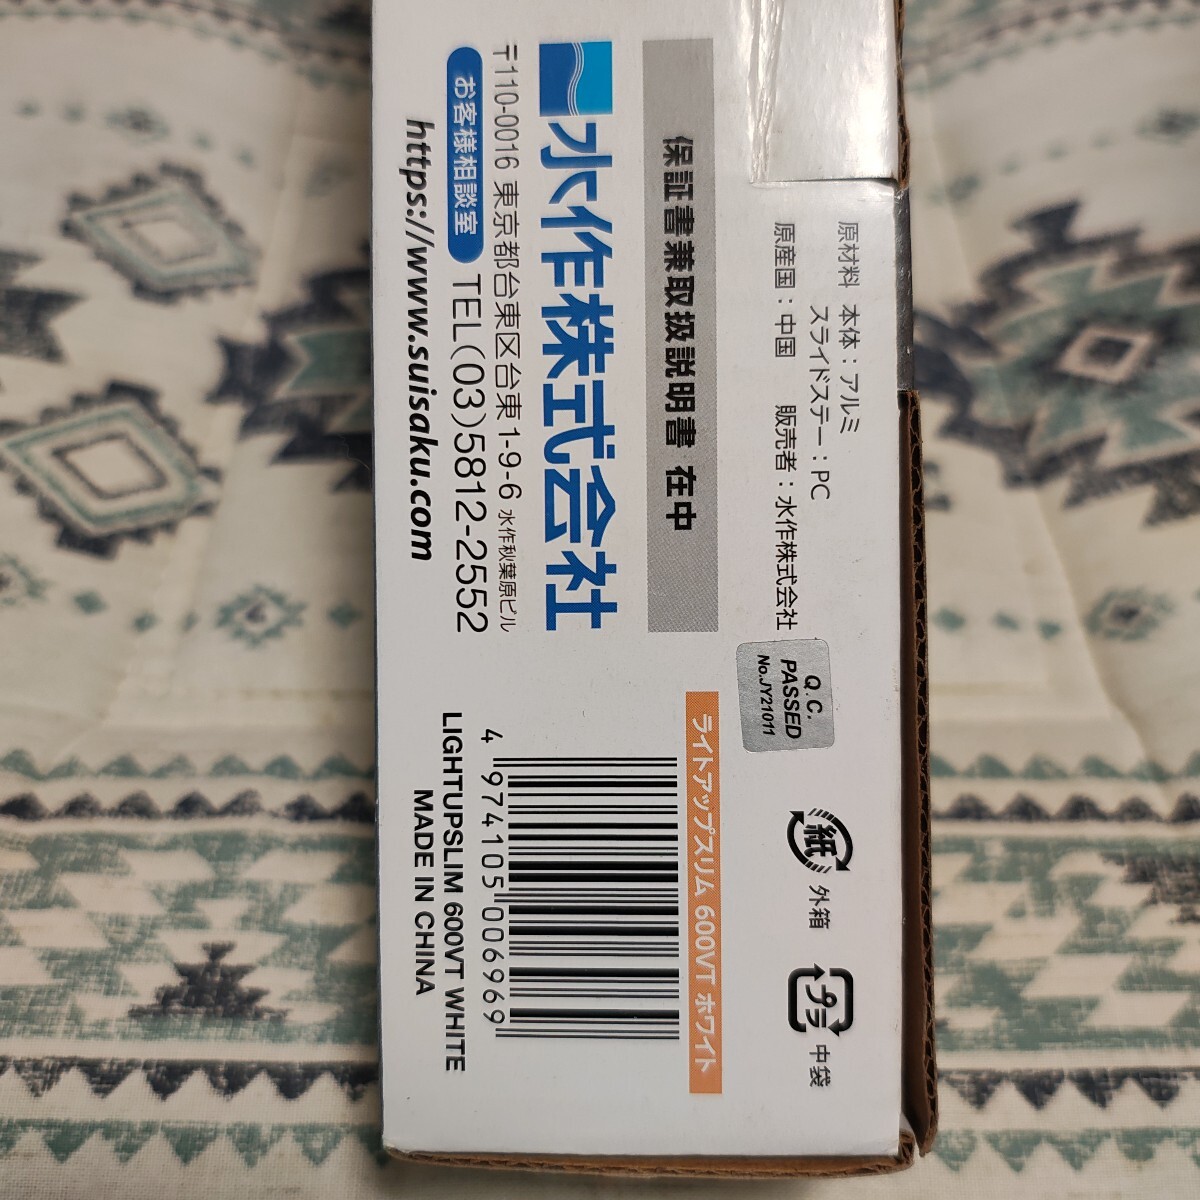 原材料 本体：アルミ
スライドステー：PC
原産国：中国 販売者：水作株式会社
保証書兼取扱説明書 在中
水作株式会社
〒110-0016 東京都台東区台東1-9-6 水作秋葉原ビル
お客様相談室 TEL(03)5812-2552
https://www.suisaku.com
Q.C.
PASSED
No.JY21011
紙 外箱
プラ 中袋
ライトアップスリム 600VT ホワイト
4 974105 006969
LIGHTUPSLIM 600VT WHITE
MADE IN CHINA